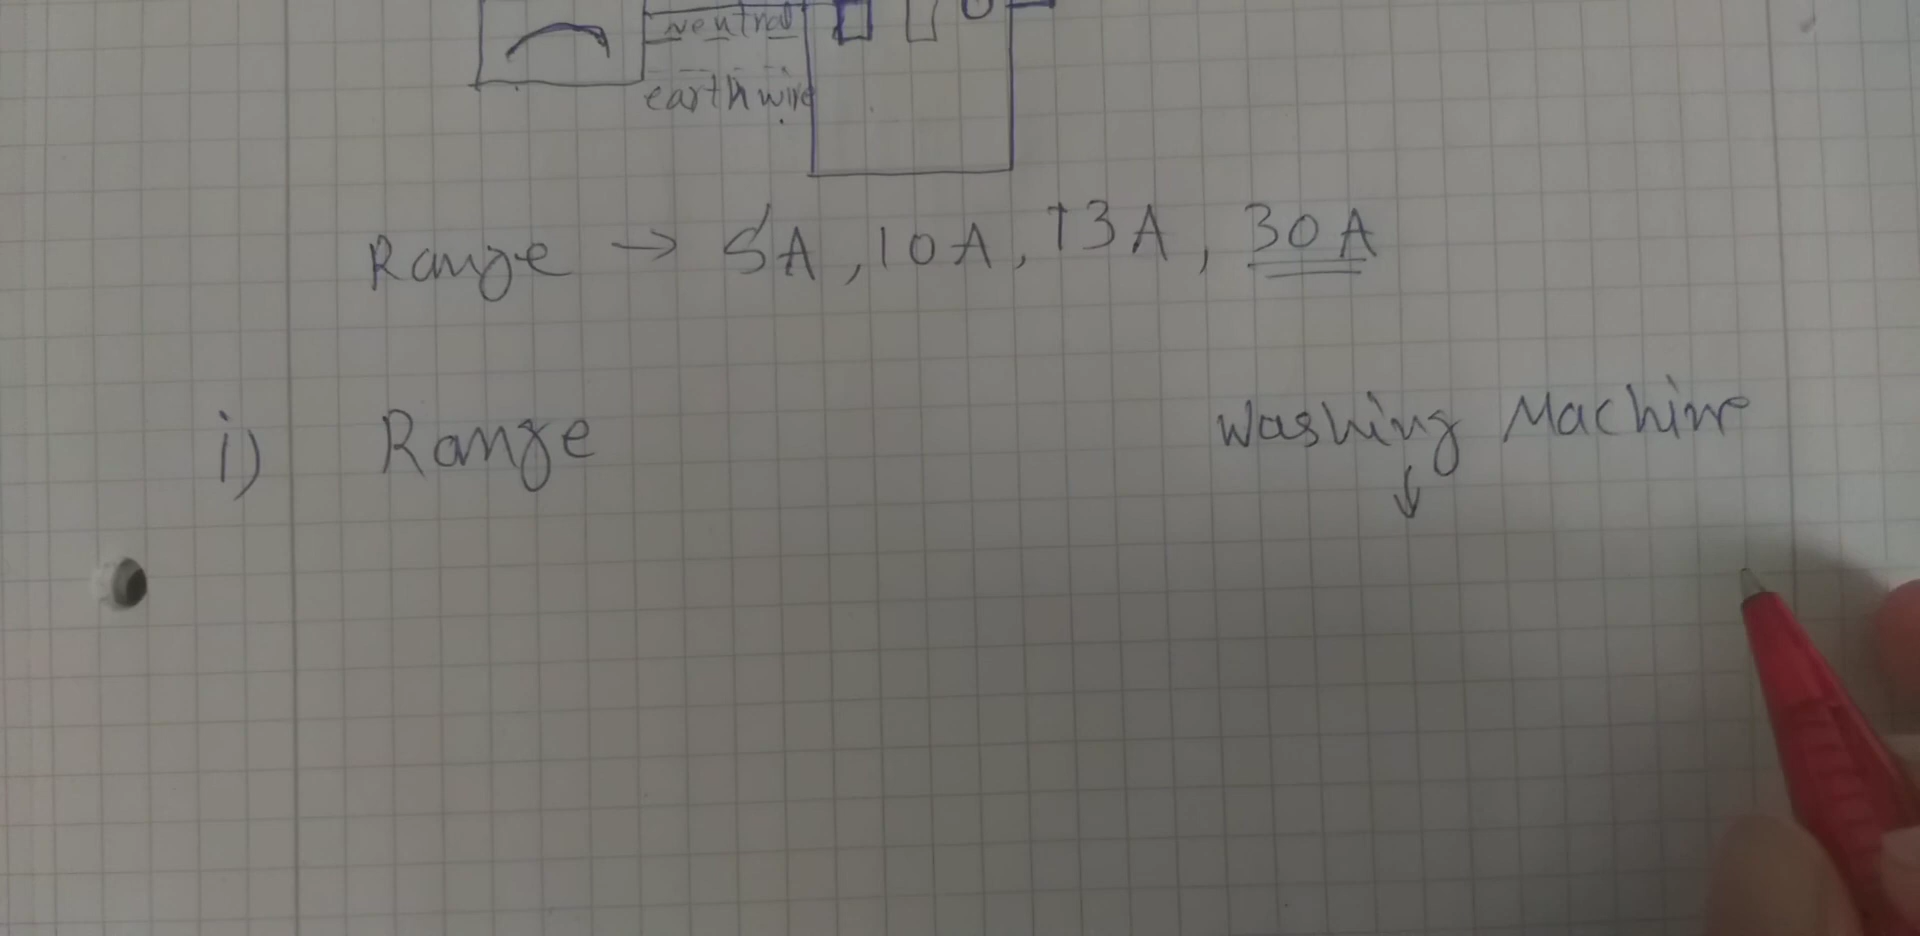 neutral
earth wire
Range → 5A, 10A, 13A, 30A
i) Range
Washing Machine
↓